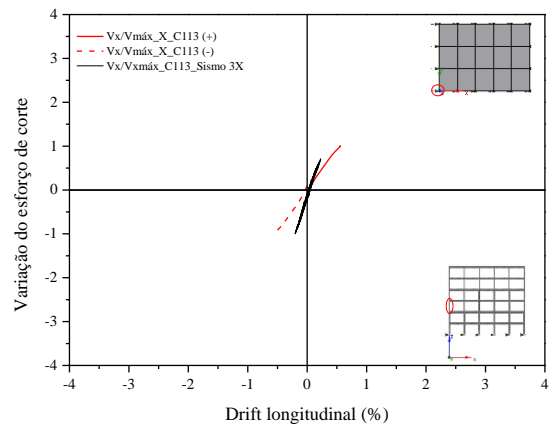 Vx/Vmáx_X_C113 (+)
Vx/Vmáx_X_C113 (-)
Vx/Vxmáx_C113_Sismo 3X
4
3
2
1
0
-1
-2
-3
-4
Variação do esforço de corte
-4 -3 -2 -1 0 1 2 3 4
Drift longitudinal (%)